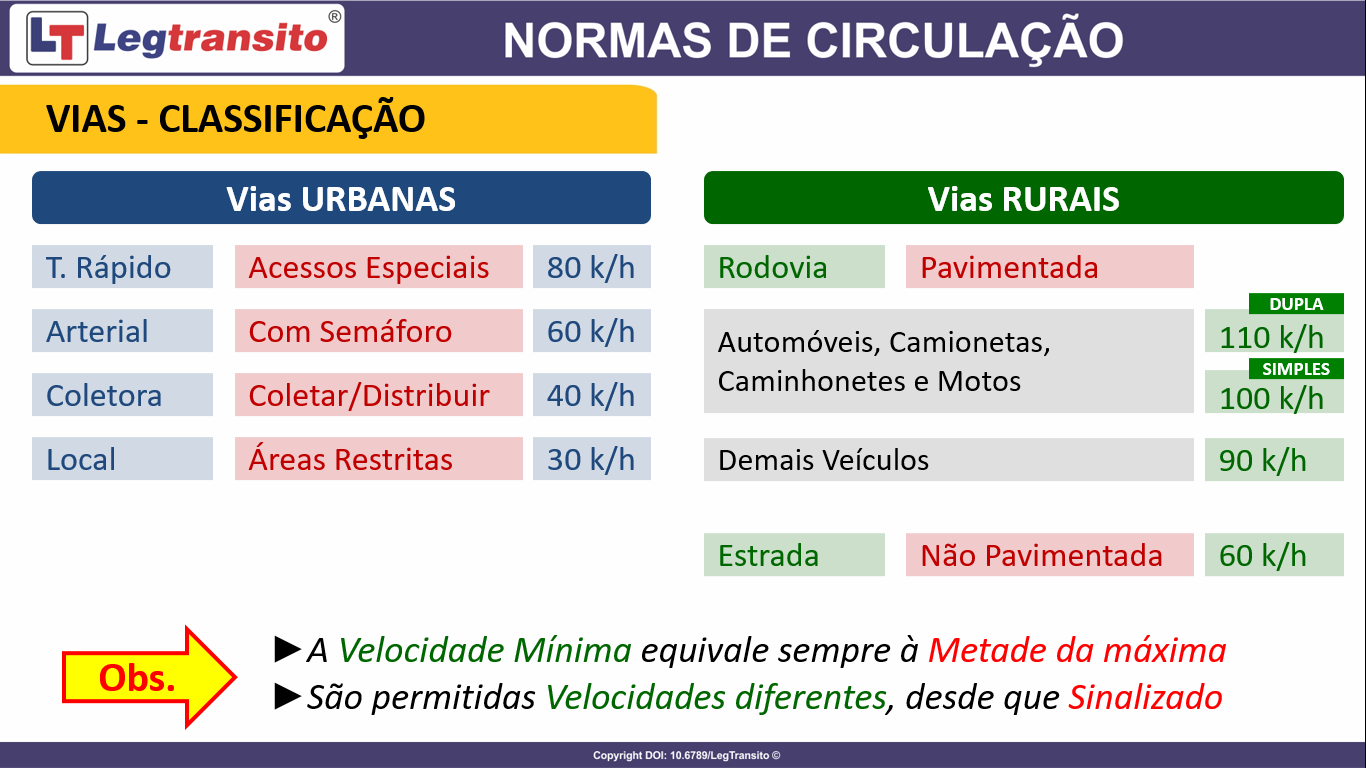 LT Legtransito®
NORMAS DE CIRCULAÇÃO
VIAS - CLASSIFICAÇÃO
Vias URBANAS
T. Rápido Acessos Especiais 80 k/h
Arterial Com Semáforo 60 k/h
Coletora Coletar/Distribuir 40 k/h
Local Áreas Restritas 30 k/h
Vias RURAIS
Rodovia Pavimentada
Automóveis, Camionetas,
Caminhonetes e Motos
DUPLA
110 k/h
SIMPLES
100 k/h
Demais Veículos 90 k/h
Estrada Não Pavimentada 60 k/h
Obs.
►A Velocidade Mínima equivale sempre à Metade da máxima
►São permitidas Velocidades diferentes, desde que Sinalizado
Copyright DOI: 10.6789/LegTransito ©